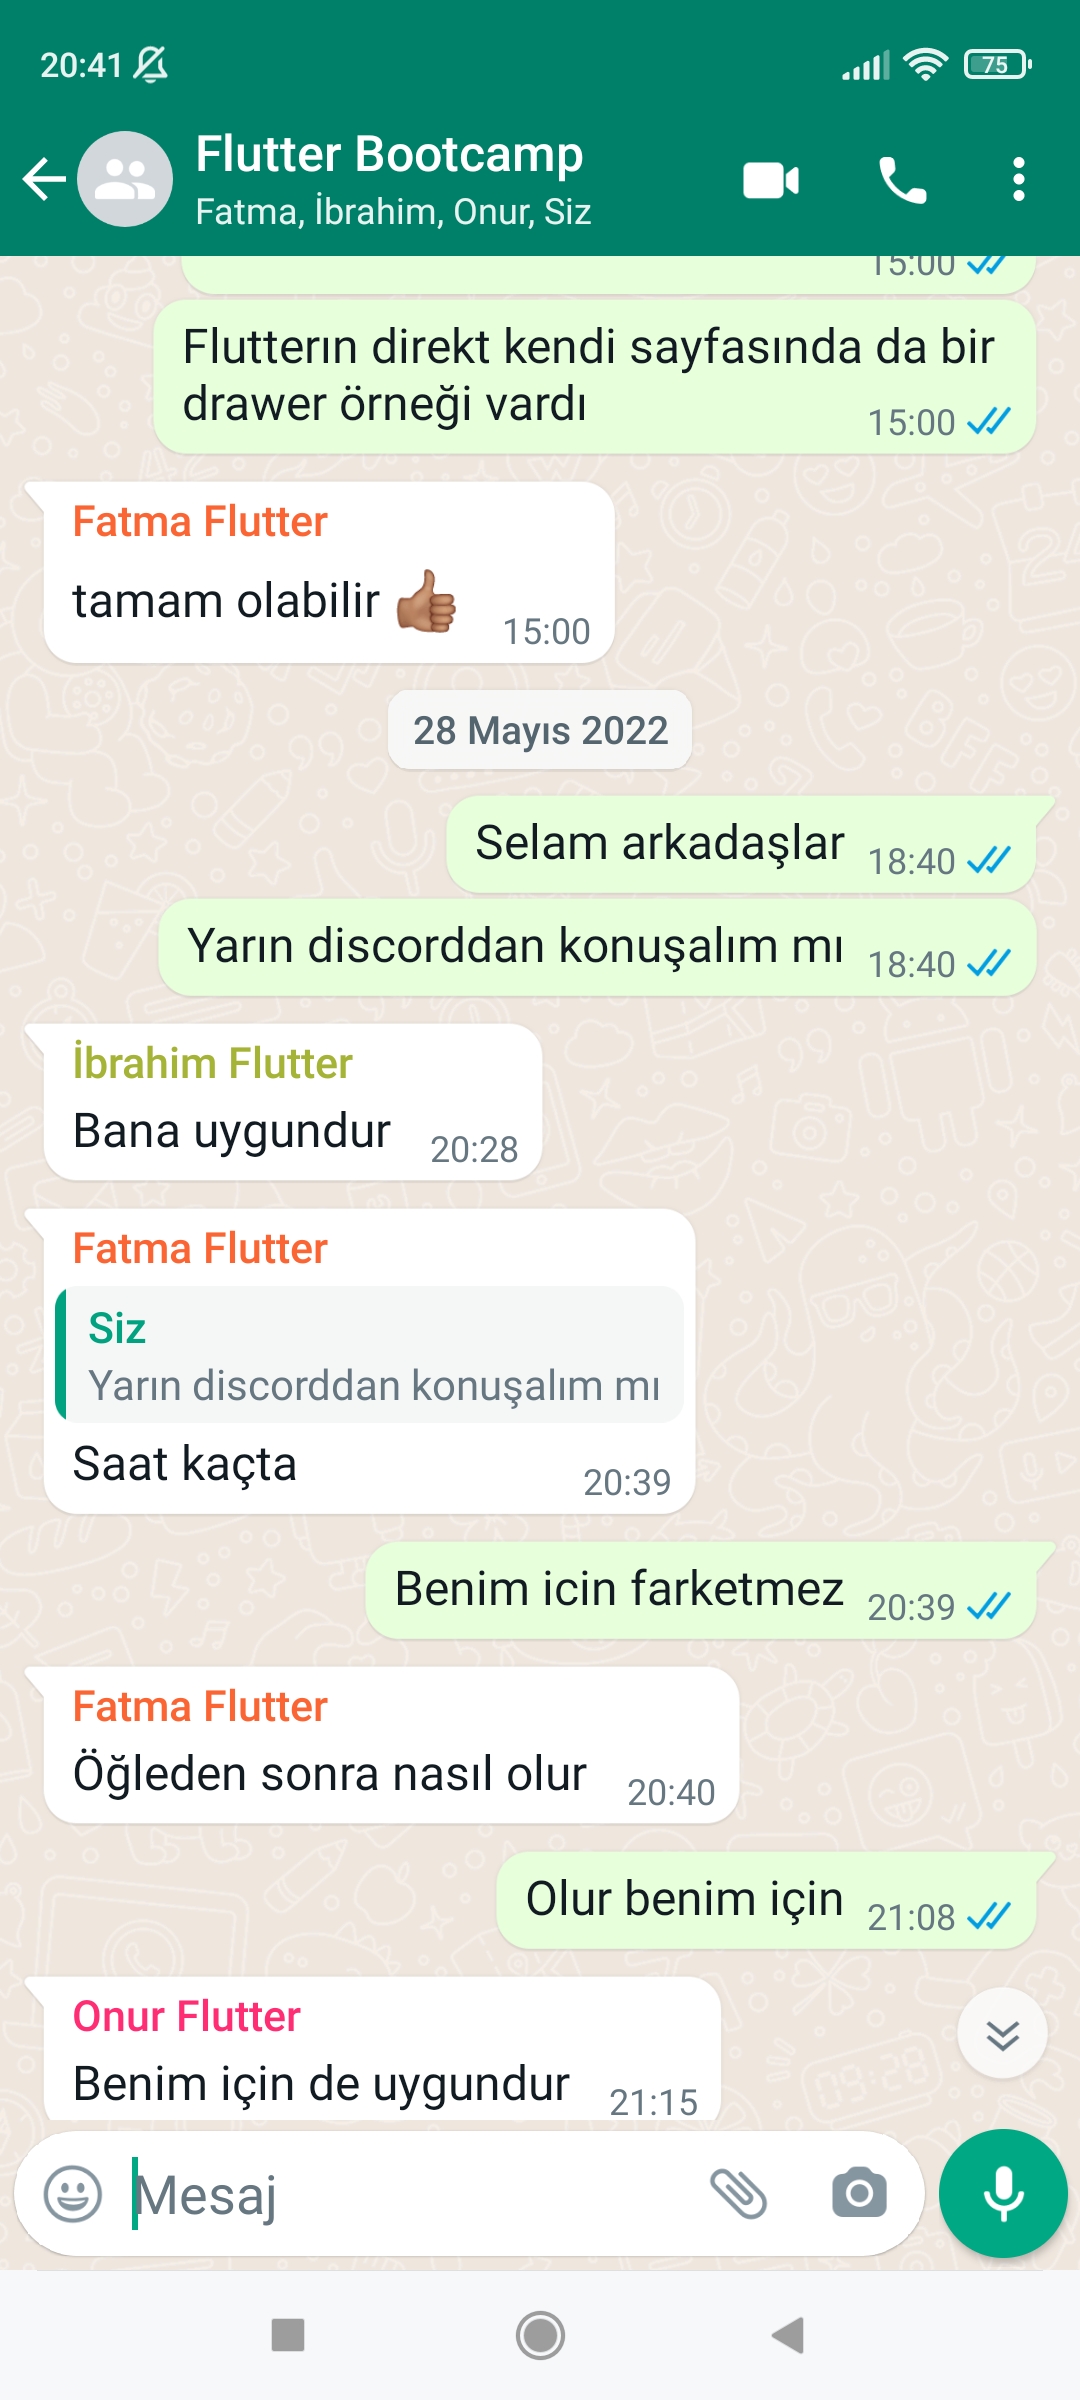 20:41
75
Flutter Bootcamp
Fatma, İbrahim, Onur, Siz
15:00
Flutterın direkt kendi sayfasında da bir
drawer örneği vardı
15:00
Fatma Flutter
tamam olabilir
15:00
28 Mayıs 2022
Selam arkadaşlar 18:40
Yarın discorddan konuşalım mı 18:40
İbrahim Flutter
Bana uygundur 20:28
Fatma Flutter
Siz
Yarın discorddan konuşalım mı
Saat kaçta 20:39
Benim icin farketmez 20:39
Fatma Flutter
Öğleden sonra nasıl olur 20:40
Olur benim için 21:08
Onur Flutter
Benim için de uygundur 21:15
Mesaj